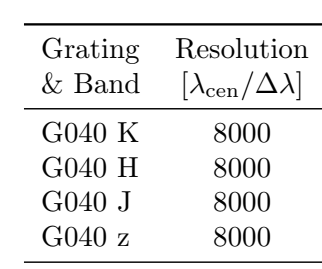 Grating Resolution
& Band [λcen/Δλ]
G040 K 8000
G040 H 8000
G040 J 8000
G040 z 8000